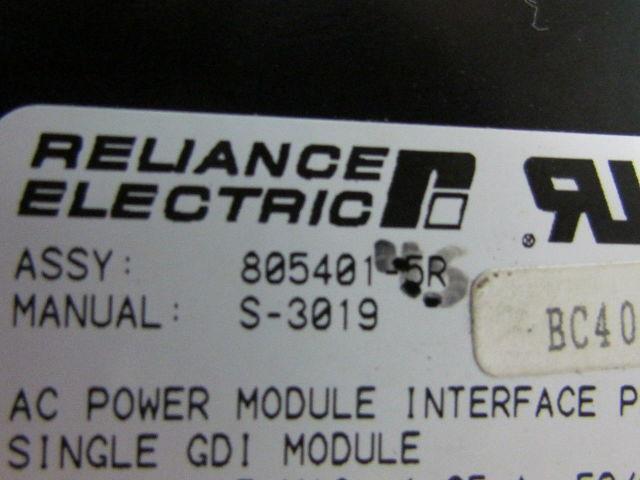 RELIANCE
ELECTRIC
ASSY: 805401-5R
MANUAL: S-3019
BC40
AC POWER MODULE INTERFACE P
SINGLE GDI MODULE